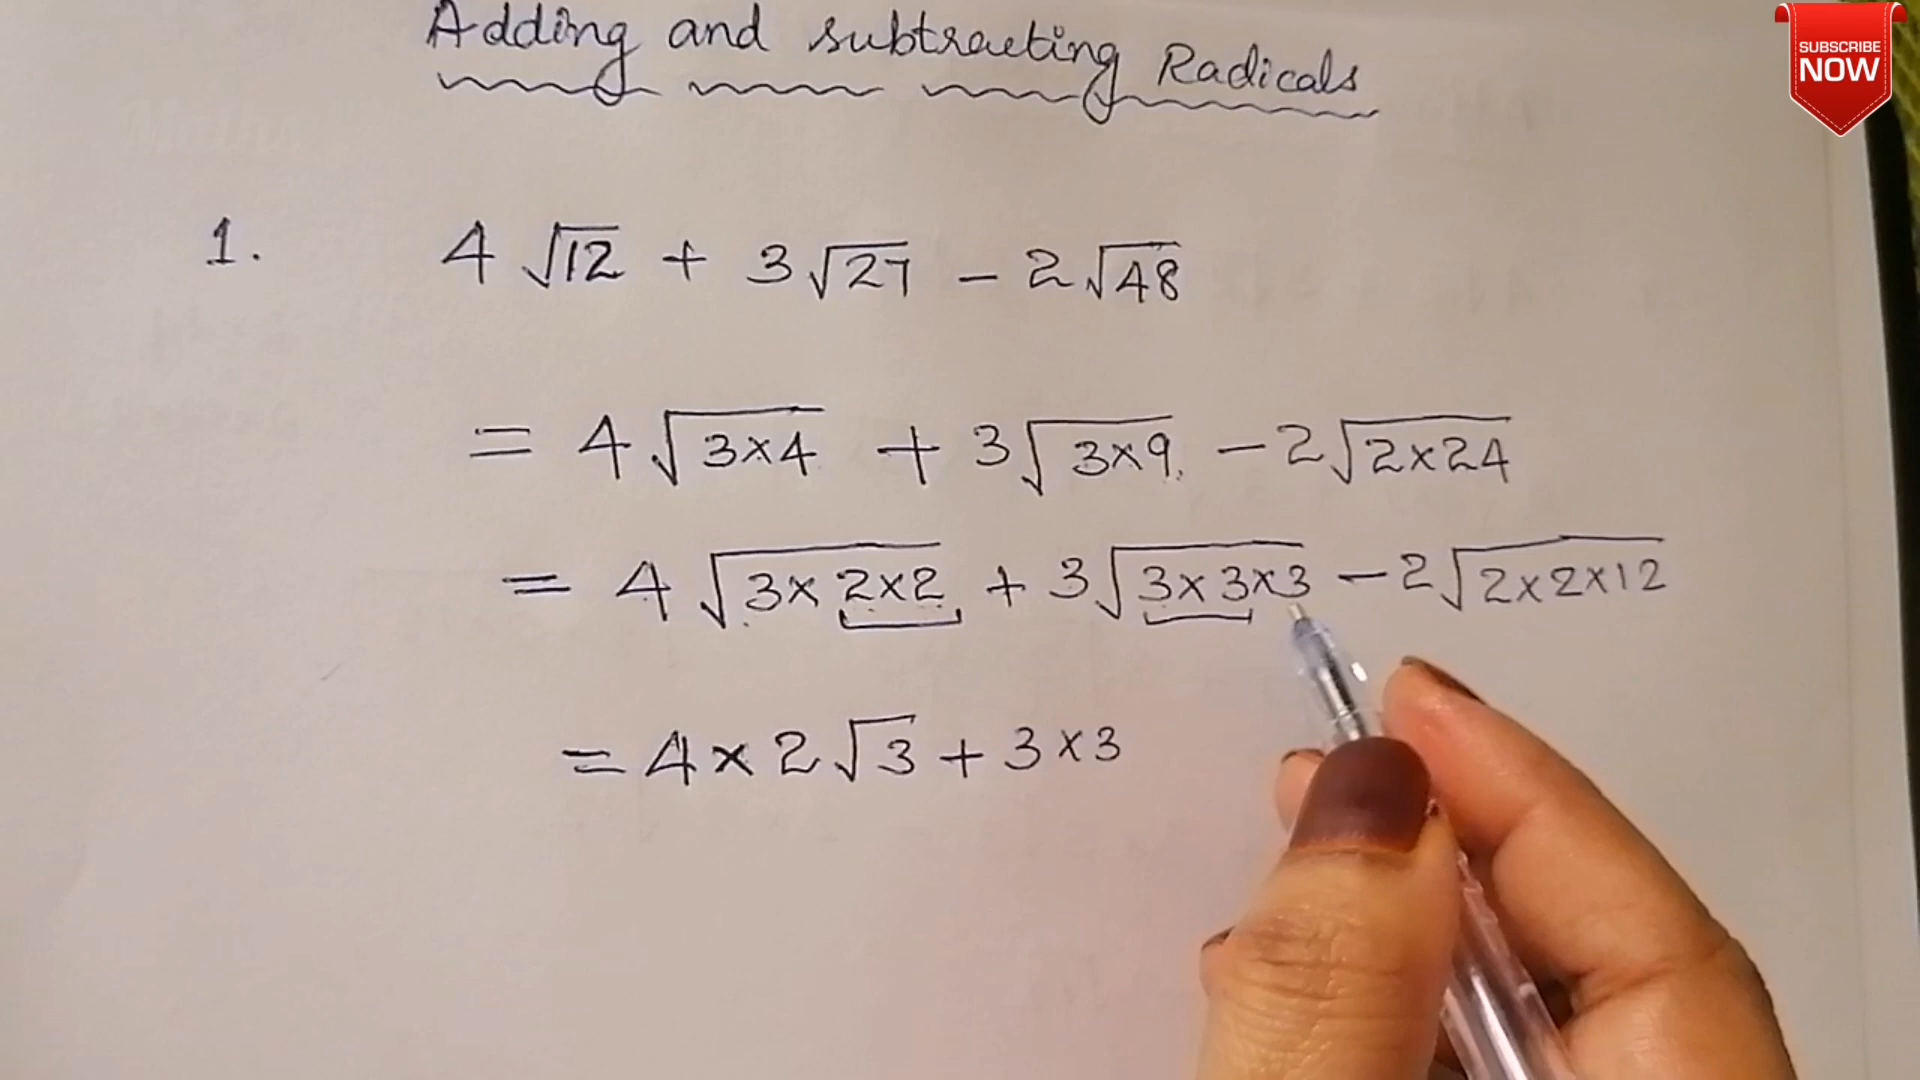 Adding and subtracting Radicals
SUBSCRIBE
NOW
1. 4 √12 + 3 √27 - 2 √48
= 4 √3×4 + 3 √3×9 - 2 √2×24
= 4 √3×2×2 + 3 √3×3×3 - 2 √2×2×12
= 4 × 2 √3 + 3 × 3